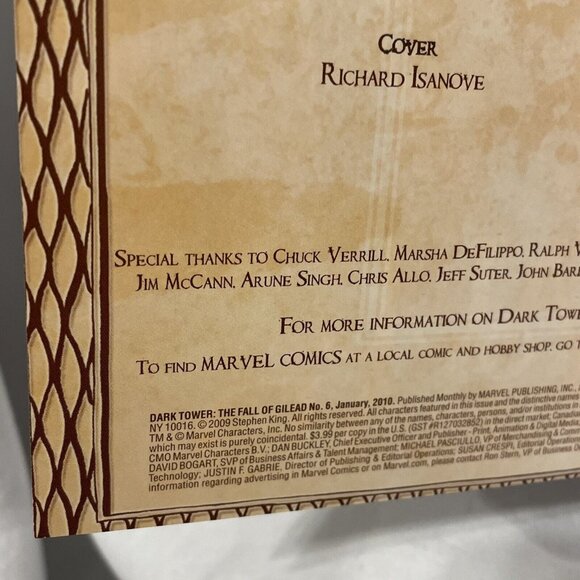 COVER
RICHARD ISANOVE
SPECIAL THANKS TO CHUCK VERRILL, MARSHA DEFILIPPO, RALPH
JIM MCCANN, ARUNE SINGH, CHRIS ALLO, JEFF SUTER, JOHN
FOR MORE INFORMATION ON DARK
TO FIND MARVEL COMICS AT A LOCAL COMIC AND HOBBY SHOP, GO
DARK TOWER: THE FALL OF GILEAD No. 6, January, 2010. Published Monthly by MARVEL PUBLISHING, INC.,
NY 10016. © 2009 Stephen King. All rights reserved. All characters featured in this issue and the distinctive names
TM & © Marvel Characters, Inc. No similarity between any of the names, characters, persons, and/or institutions
which may exist is purely coincidental. $3.99 per copy in the U.S. (GST #R127032852) in the direct market.
CMO Marvel Characters B.V.; DAN BUCKLEY, Chief Executive Officer and Publisher - Print, Animation & Digital Media;
DAVID BOGART, SVP of Business Affairs & Talent Management; MICHAEL PASCIULLO, VP of Merchandising &
Technology; JUSTIN F. GABRIE, Director of Publishing & Editorial Operations; SUSAN CRESPI, Editorial Operations
information regarding advertising in Marvel Comics or on Marvel.com, please contact Ron Stern, VP of Business